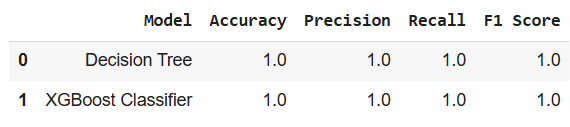 Model Accuracy Precision Recall F1 Score
0 Decision Tree 1.0 1.0 1.0 1.0
1 XGBoost Classifier 1.0 1.0 1.0 1.0